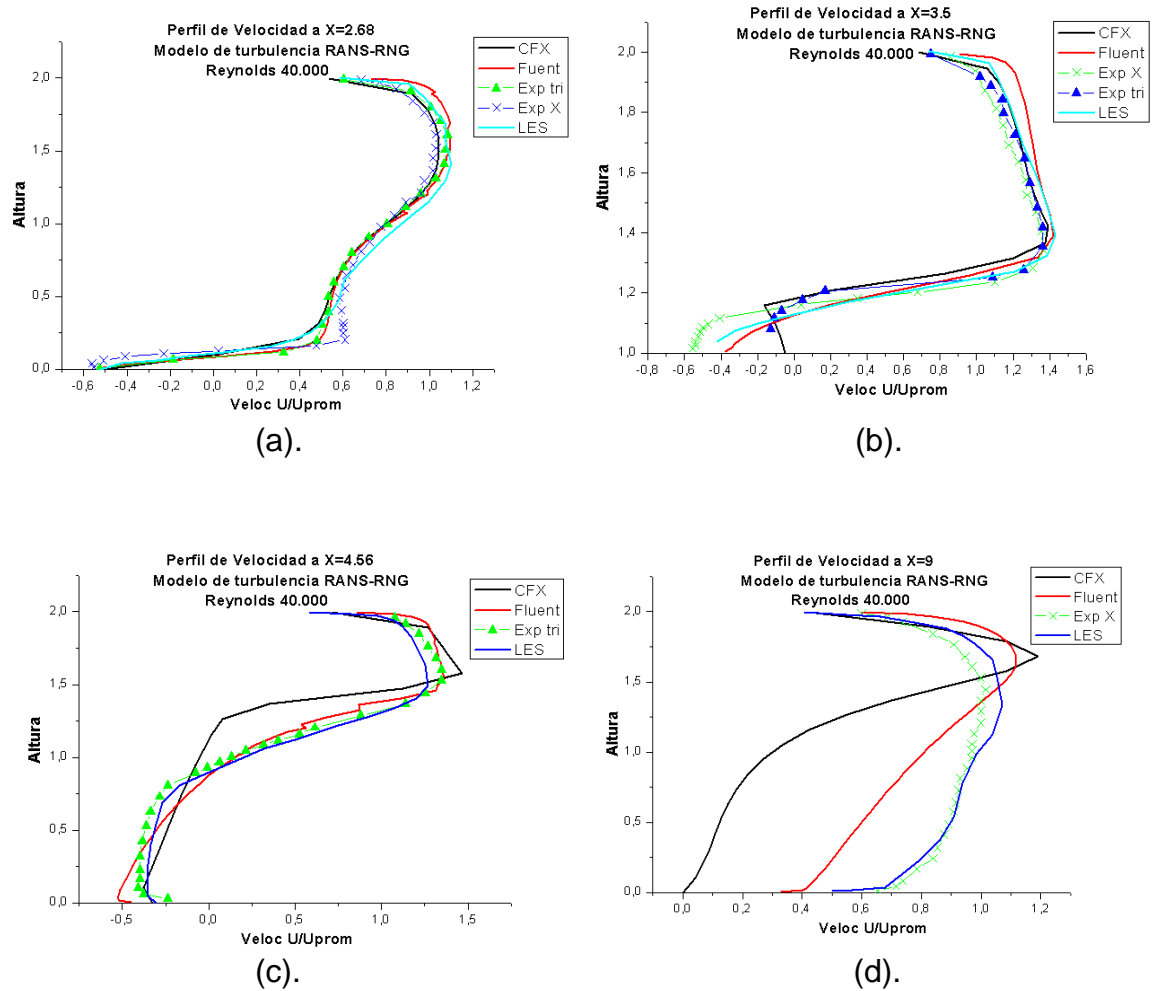 Perfil de Velocidad a X=2.68
Modelo de turbulencia RANS-RNG
Reynolds 40.000
CFX
Fuent
Exp tri
Exp X
LES
2,0
1,5
1,0
0,5
0,0
Altura
-0,6 -0,4 -0,2 0,0 0,2 0,4 0,6 0,8 1,0 1,2
Veloc U/Uprom
(a).
Perfil de Velocidad a X=3.5
Modelo de turbulencia RANS-RNG
Reynolds 40.000
CFX
Fluent
Exp X
Exp tri
LES
2,0
1,8
1,6
1,4
1,2
1,0
Altura
-0,8 -0,6 -0,4 -0,2 0,0 0,2 0,4 0,6 0,8 1,0 1,2 1,4 1,6
Veloc U/Uprom
(b).
Perfil de Velocidad a X=4.56
Modelo de turbulencia RANS-RNG
Reynolds 40.000
CFX
Fluent
Exp tri
LES
2,0
1,5
1,0
0,5
0,0
Altura
-0,5 0,0 0,5 1,0 1,5
Veloc U/Uprom
(c).
Perfil de Velocidad a X=9
Modelo de turbulencia RANS-RNG
Reynolds 40.000
CFX
Fluent
Exp X
LES
2,0
1,5
1,0
0,5
0,0
Altura
0,0 0,2 0,4 0,6 0,8 1,0 1,2
Veloc U/Uprom
(d).